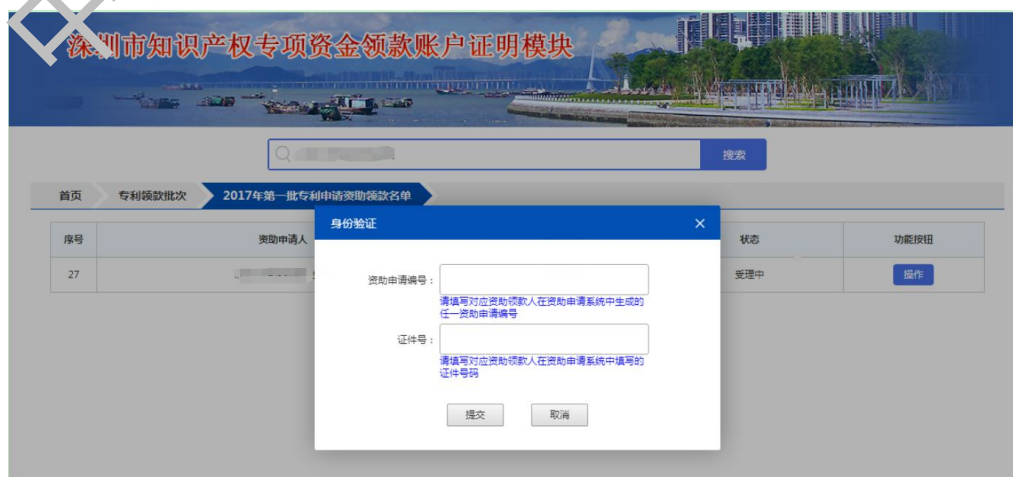 深圳市知识产权专项资金领款账户证明模块
搜索
首页 专利领款批次 2017年第一批专利申请资助领款名单
身份验证 ×
序号 资助申请人 状态 功能按钮
27 受理中 操作
资助申请编号：
请填写对应资助领款人在资助申请系统中生成的
任一资助申请编号
证件号：
请填写对应资助领款人在资助申请系统中填写的
证件号码
提交 取消